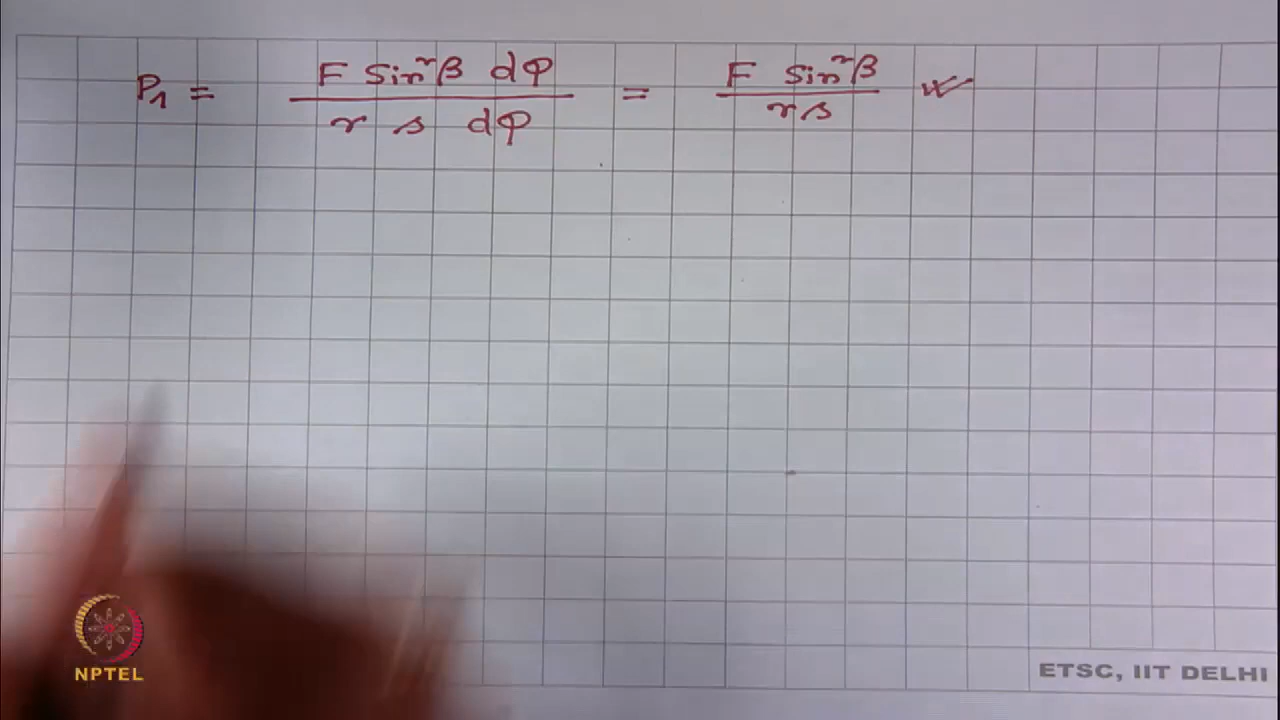 P₁ = F Sin²β dφ / r s dφ = F Sin²β / r s
NPTEL
ETSC, IIT DELHI